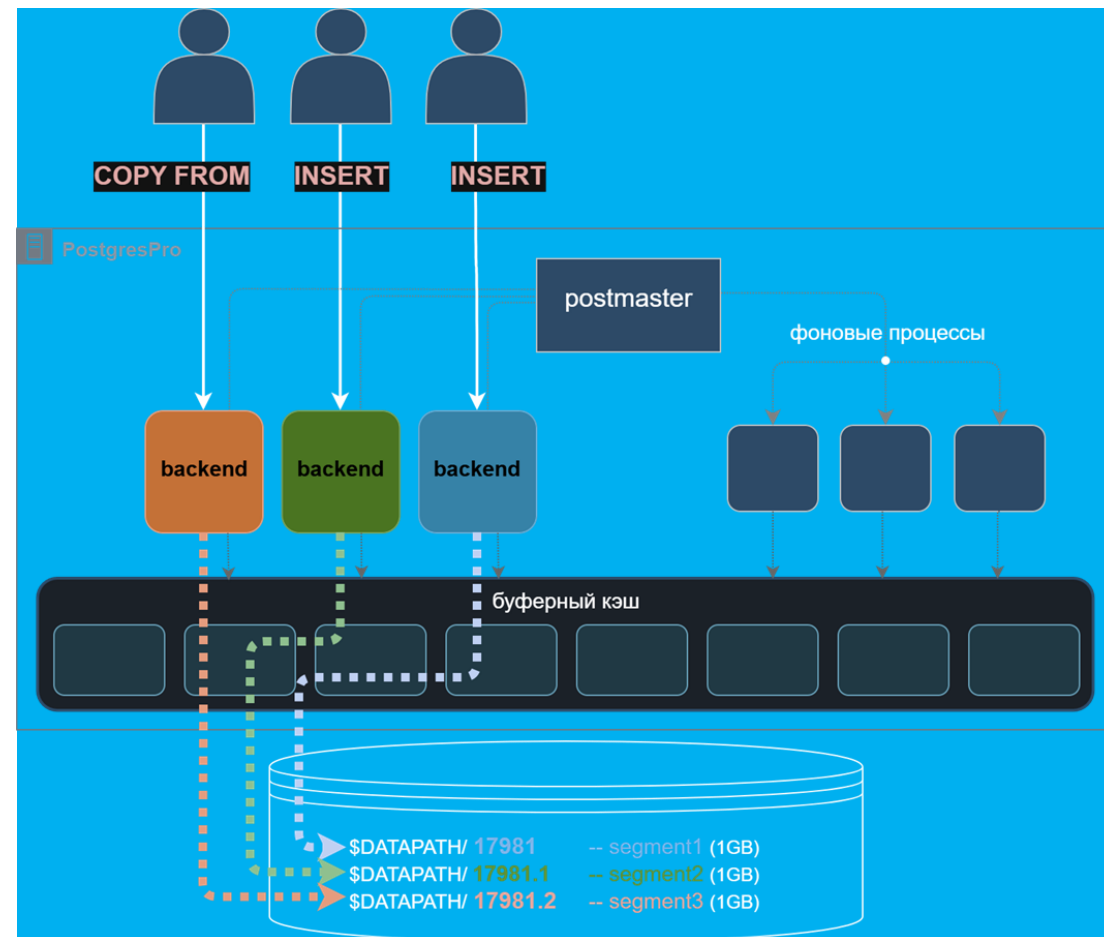 COPY FROM INSERT INSERT
PostgresPro
postmaster
фоновые процессы
backend backend backend
буферный кэш
$DATAPATH/ 17981 -- segment1 (1GB)
$DATAPATH/ 17981.1 -- segment2 (1GB)
$DATAPATH/ 17981.2 -- segment3 (1GB)